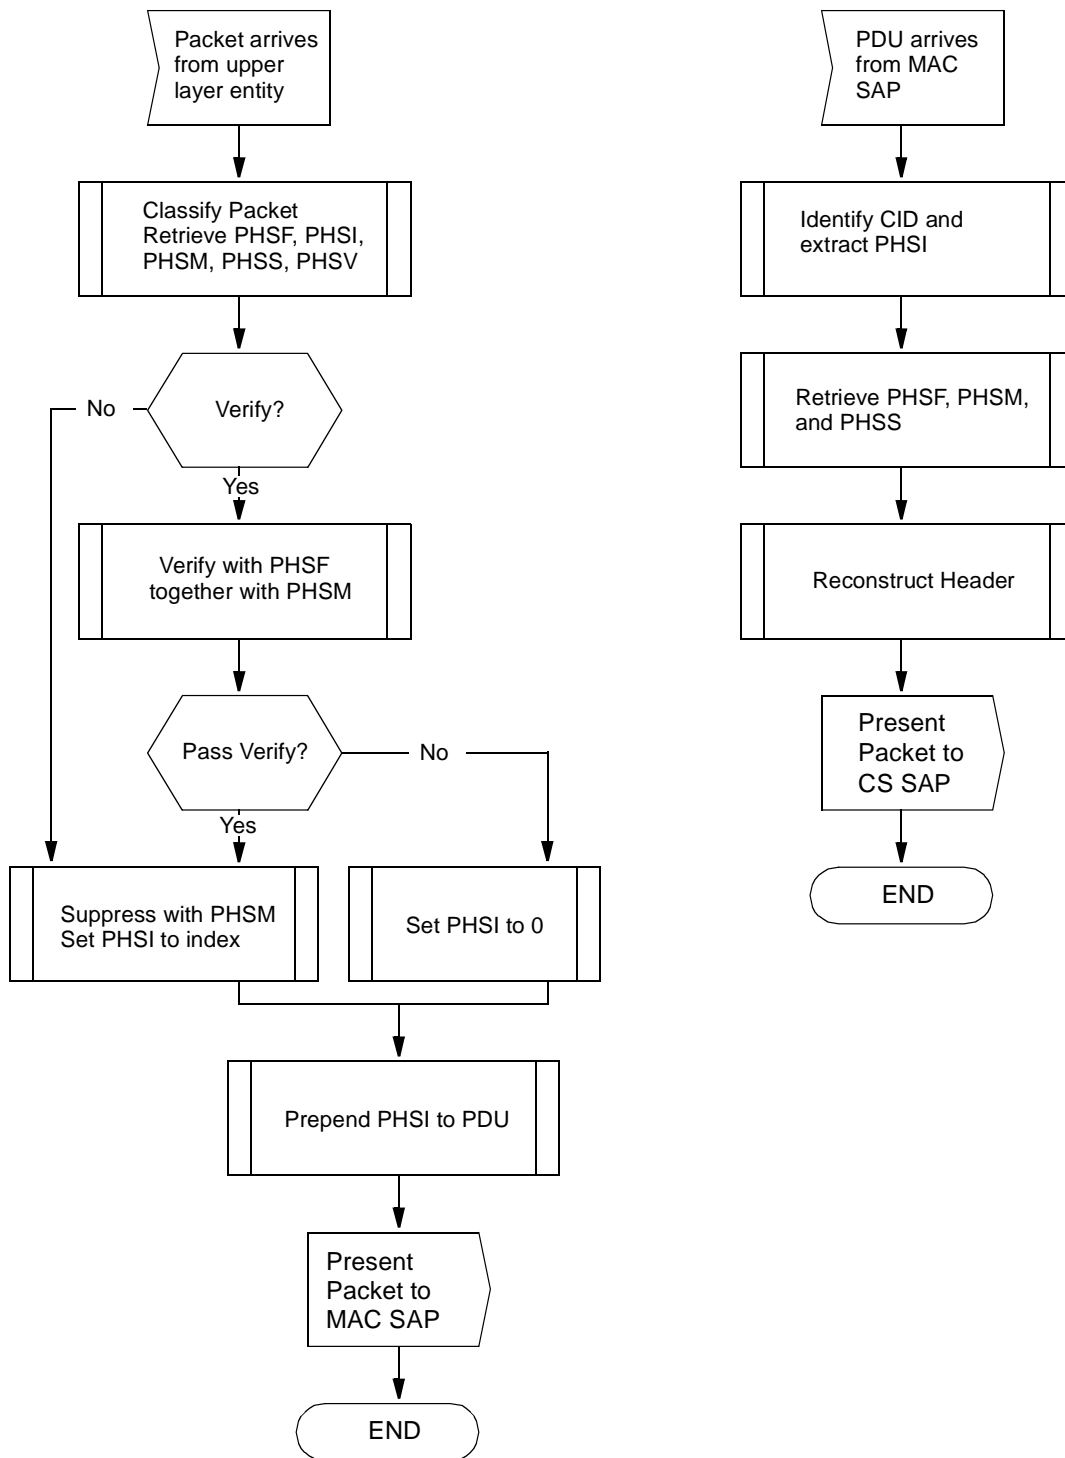 Packet arrives
from upper
layer entity
Classify Packet
Retrieve PHSF, PHSI,
PHSM, PHSS, PHSV
Verify?
No
Yes
Verify with PHSF
together with PHSM
Pass Verify?
No
Yes
Suppress with PHSM
Set PHSI to index
Set PHSI to 0
Prepend PHSI to PDU
Present
Packet to
MAC SAP
END
PDU arrives
from MAC
SAP
Identify CID and
extract PHSI
Retrieve PHSF, PHSM,
and PHSS
Reconstruct Header
Present
Packet to
CS SAP
END